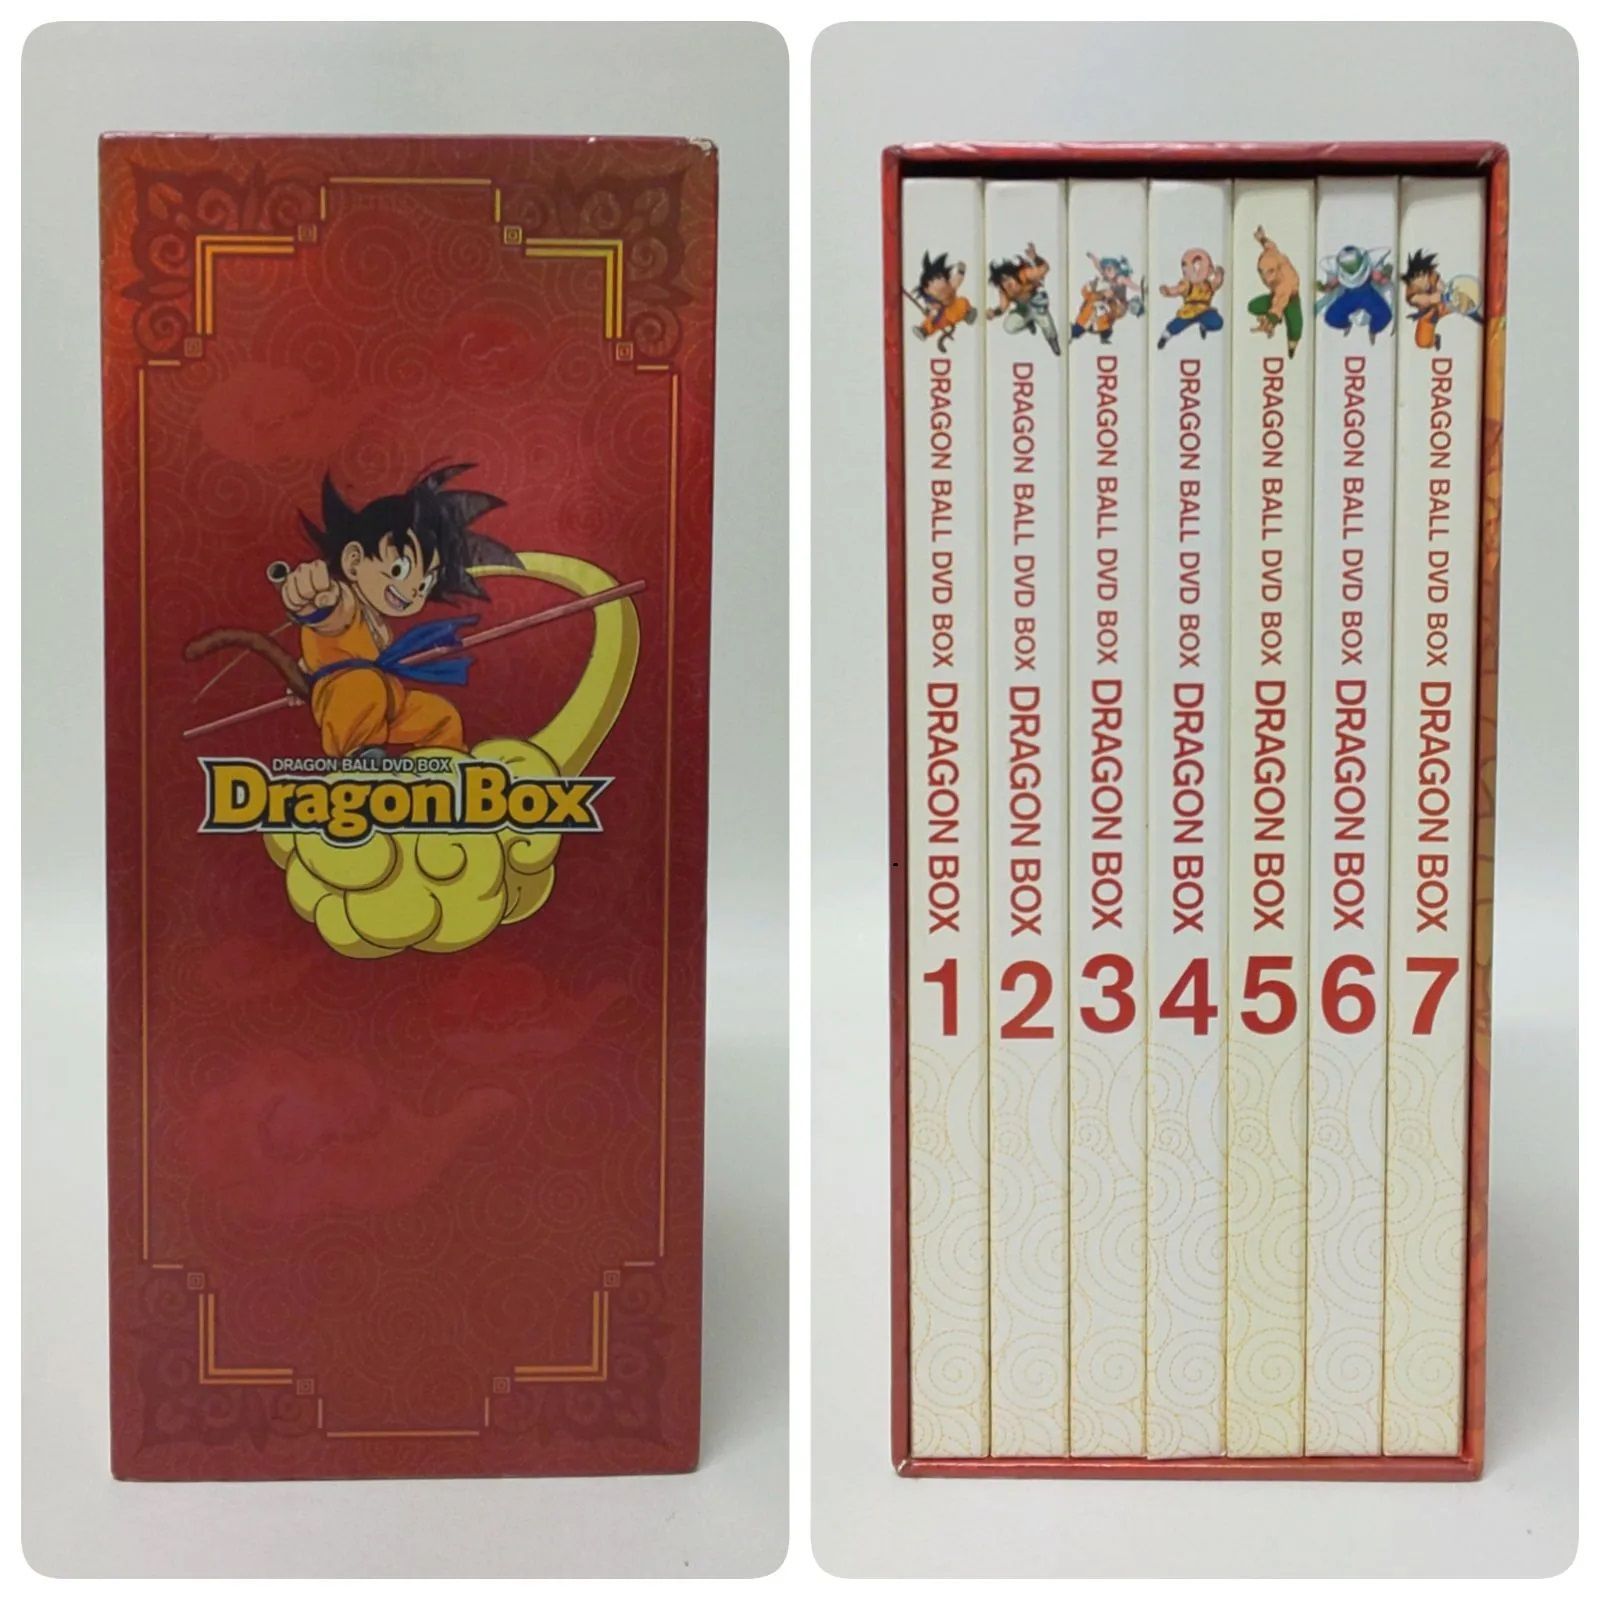 DRAGON BALL DVD BOX
Dragon Box
DRAGON BALL DVD BOX DRAGON BOX 1
DRAGON BALL DVD BOX DRAGON BOX 2
DRAGON BALL DVD BOX DRAGON BOX 3
DRAGON BALL DVD BOX DRAGON BOX 4
DRAGON BALL DVD BOX DRAGON BOX 5
DRAGON BALL DVD BOX DRAGON BOX 6
DRAGON BALL DVD BOX DRAGON BOX 7